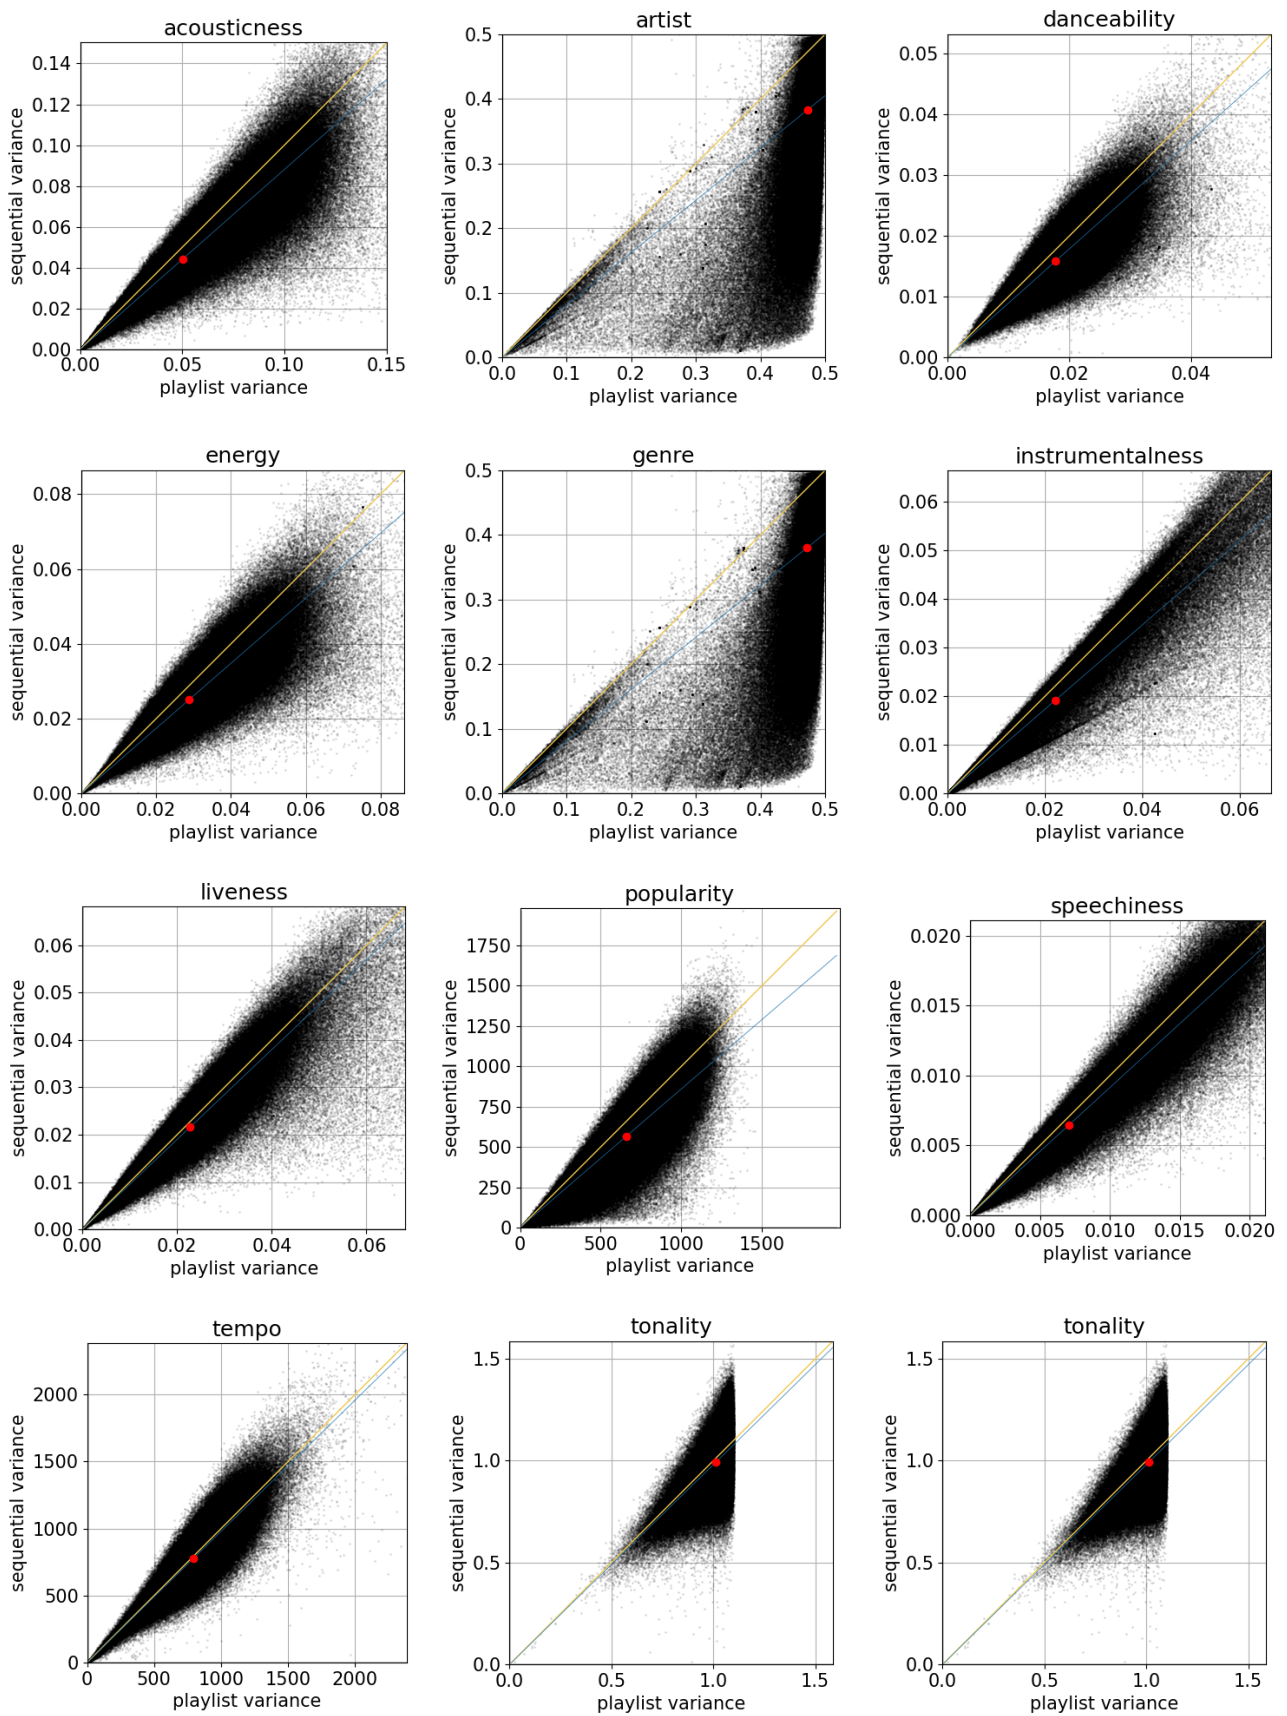 acousticness
sequential variance
0.14
0.12
0.10
0.08
0.06
0.04
0.02
0.00
0.00 0.05 0.10 0.15
playlist variance
artist
sequential variance
0.5
0.4
0.3
0.2
0.1
0.0
0.0 0.1 0.2 0.3 0.4 0.5
playlist variance
danceability
sequential variance
0.05
0.04
0.03
0.02
0.01
0.00
0.00 0.02 0.04
playlist variance
energy
sequential variance
0.08
0.06
0.04
0.02
0.00
0.00 0.02 0.04 0.06 0.08
playlist variance
genre
sequential variance
0.5
0.4
0.3
0.2
0.1
0.0
0.0 0.1 0.2 0.3 0.4 0.5
playlist variance
instrumentalness
sequential variance
0.06
0.05
0.04
0.03
0.02
0.01
0.00
0.00 0.02 0.04 0.06
playlist variance
liveness
sequential variance
0.06
0.05
0.04
0.03
0.02
0.01
0.00
0.00 0.02 0.04 0.06
playlist variance
popularity
sequential variance
1750
1500
1250
1000
750
500
250
0
0 500 1000 1500
playlist variance
speechiness
sequential variance
0.020
0.015
0.010
0.005
0.000
0.000 0.005 0.010 0.015 0.020
playlist variance
tempo
sequential variance
2000
1500
1000
500
0
0 500 1000 1500 2000
playlist variance
tonality
sequential variance
1.5
1.0
0.5
0.0
0.0 0.5 1.0 1.5
playlist variance
tonality
sequential variance
1.5
1.0
0.5
0.0
0.0 0.5 1.0 1.5
playlist variance